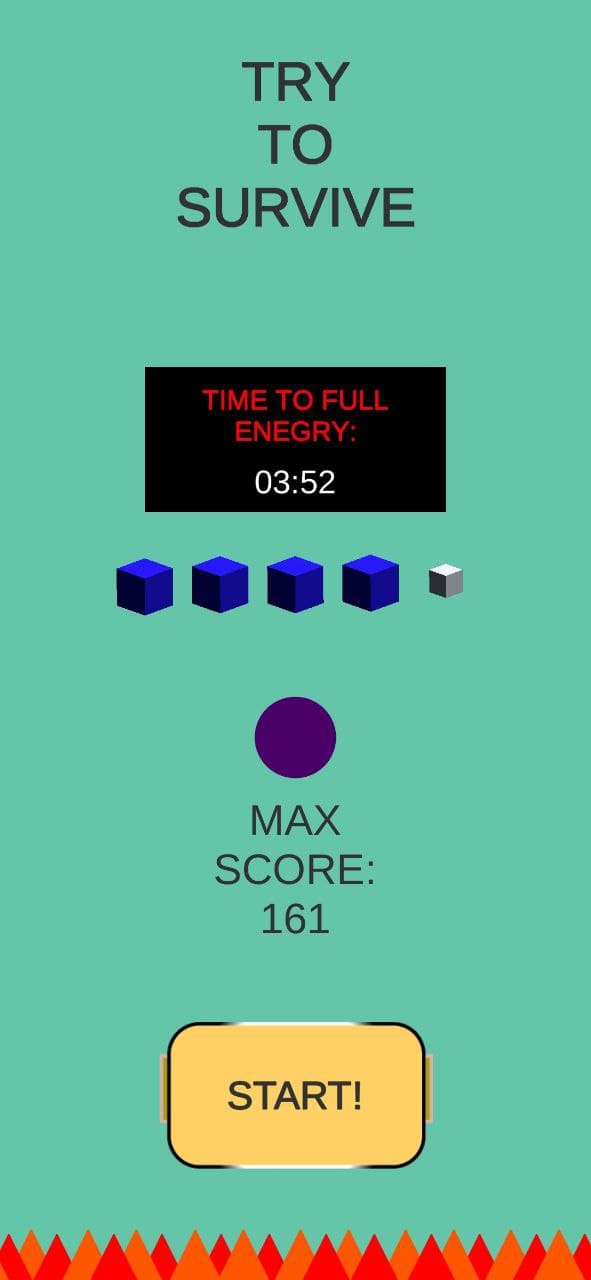 TRY
TO
SURVIVE
TIME TO FULL
ENEGRY:
03:52
MAX
SCORE:
161
START!